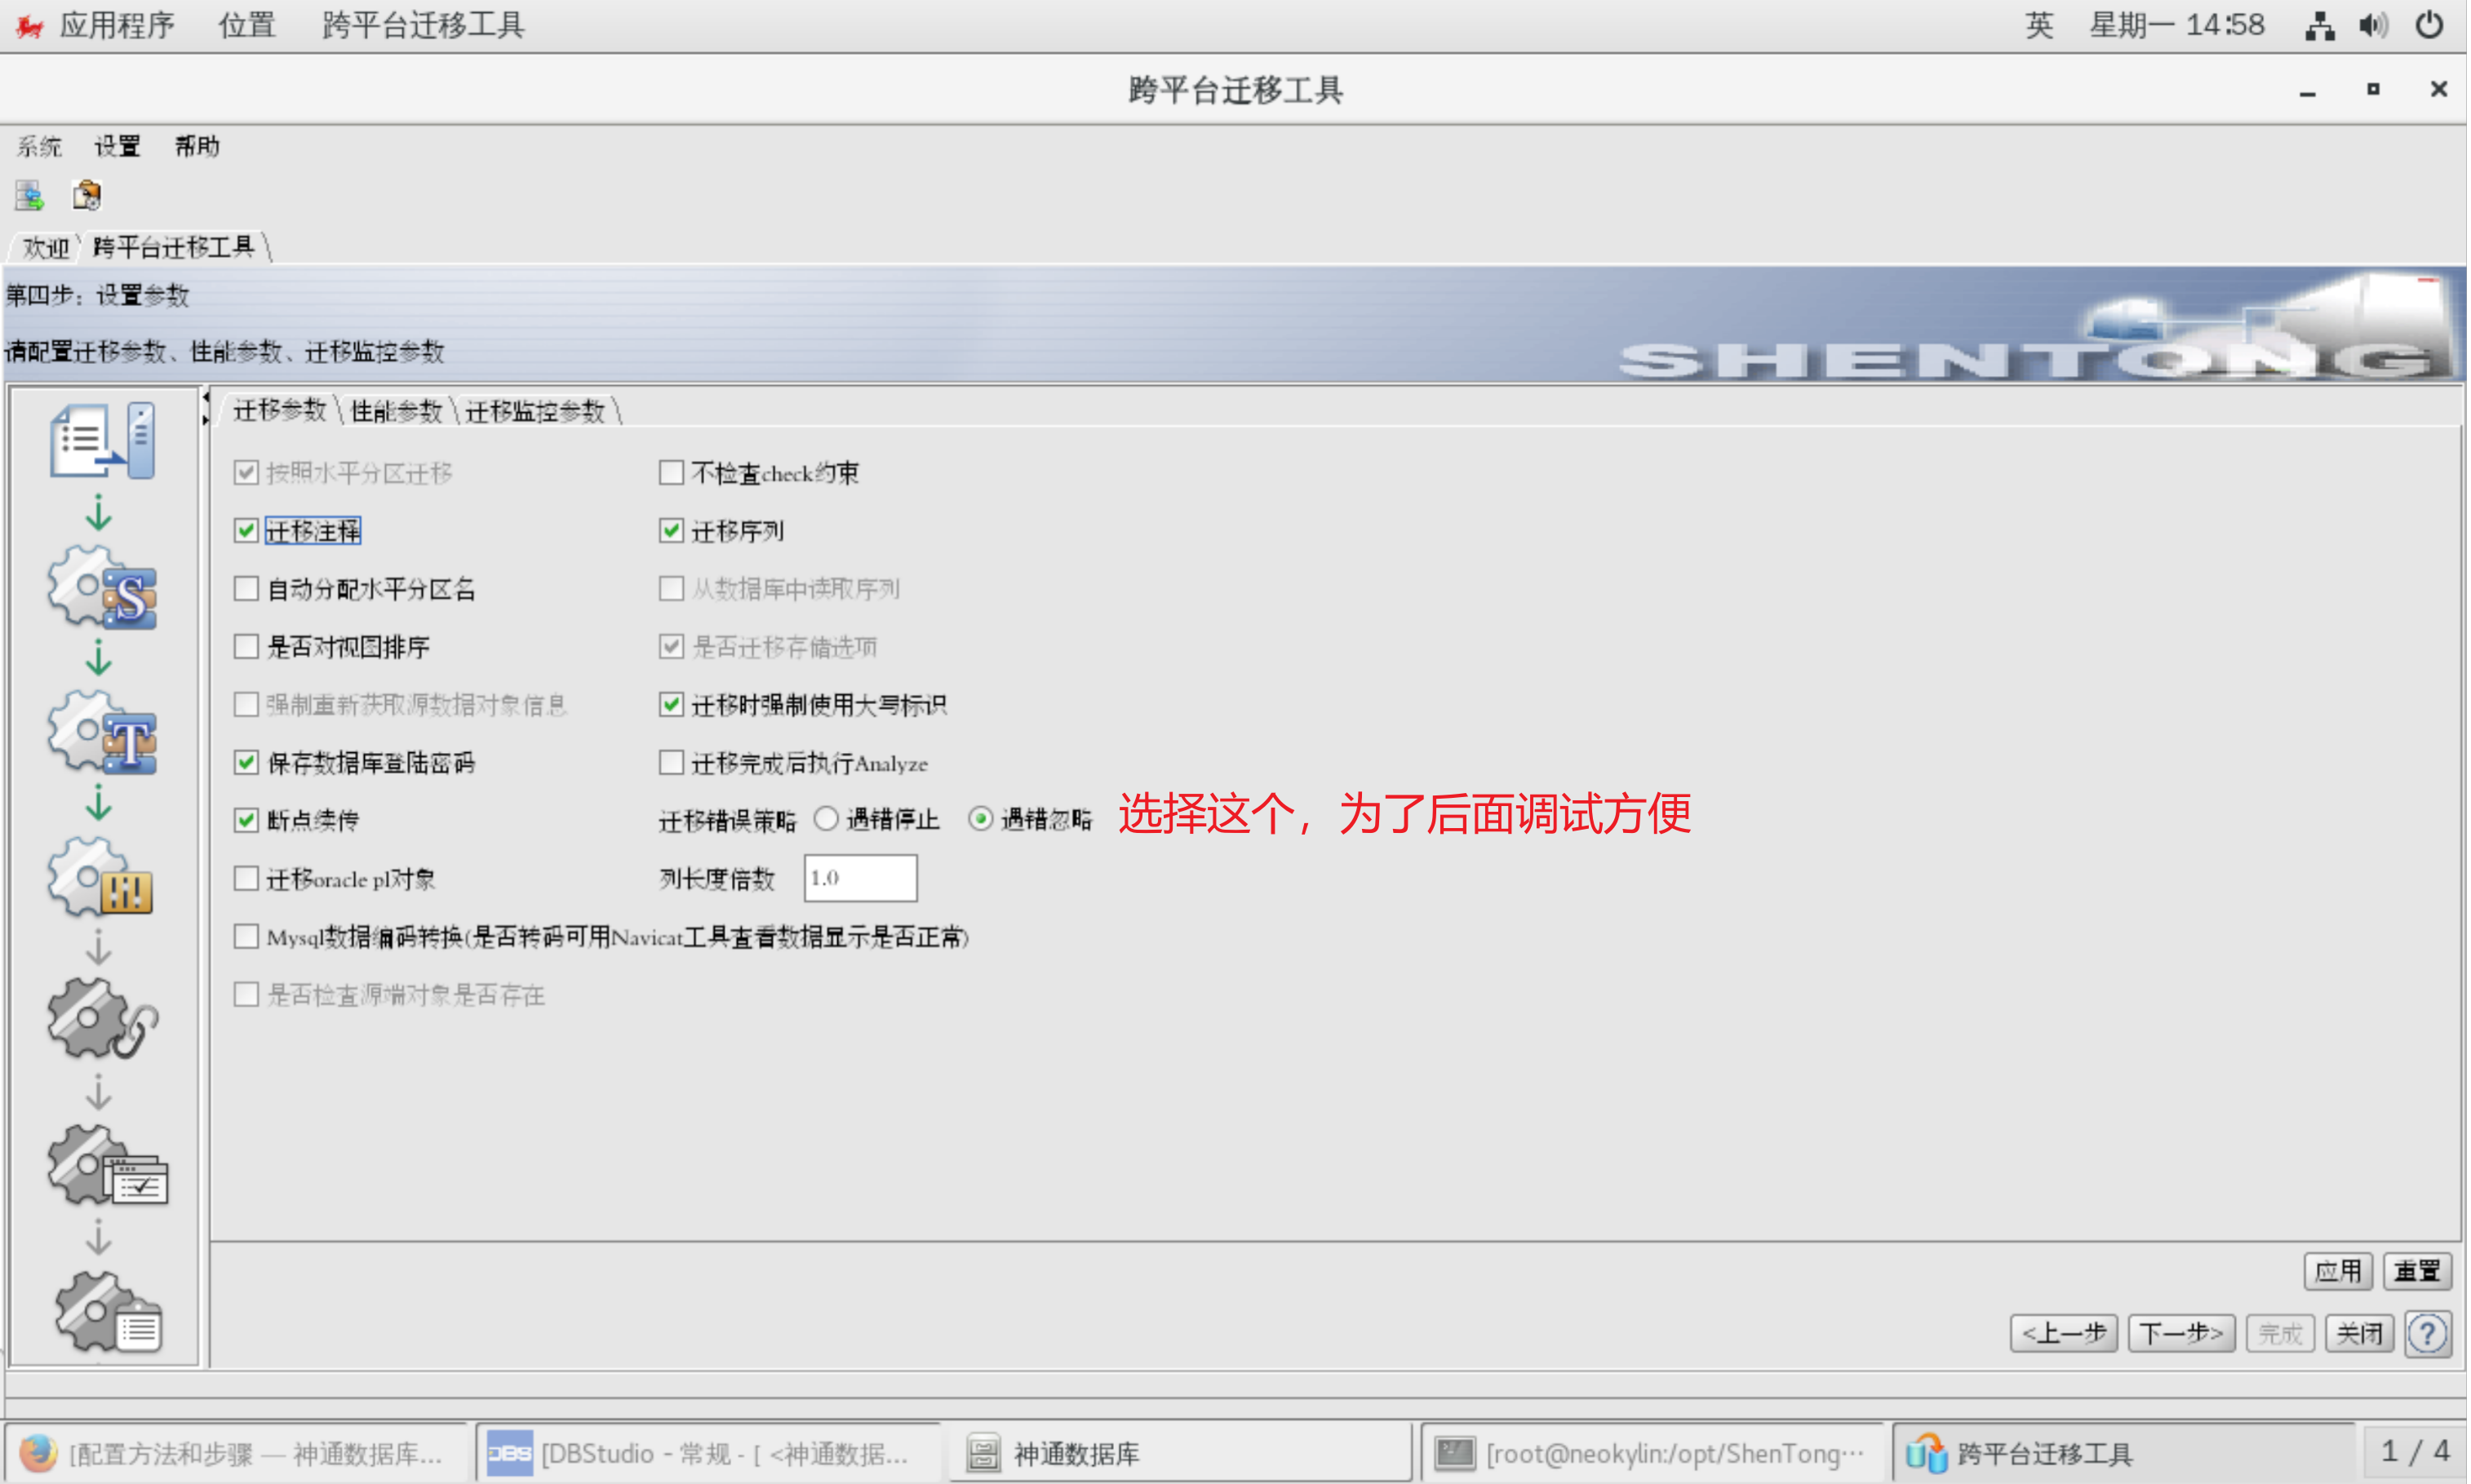 应用程序 位置 跨平台迁移工具 英 星期一 14:58
跨平台迁移工具
系统 设置 帮助
欢迎 跨平台迁移工具
第四步：设置参数
请配置迁移参数、性能参数、迁移监控参数
SHENTONG
迁移参数 性能参数 迁移监控参数
按照水平分区迁移 不检查check约束
迁移注释 迁移序列
自动分配水平分区名 从数据库中读取序列
是否对视图排序 是否迁移存储选项
强制重新获取源数据对象信息 迁移时强制使用大写标识
保存数据库登陆密码 迁移完成后执行Analyze
断点续传 迁移错误策略 遇错停止 遇错忽略 选择这个，为了后面调试方便
迁移oracle pl对象 列长度倍数 1.0
Mysql数据编码转换(是否转码可用Navicat工具查看数据显示是否正常)
是否检查源端对象是否存在
应用 重置
<上一步 下一步> 完成 关闭 ?
[配置方法和步骤 — 神通数据库... DBS [DBStudio - 常规 - [ <神通数据... 神通数据库 [root@neokylin:/opt/ShenTong... 跨平台迁移工具 1 / 4